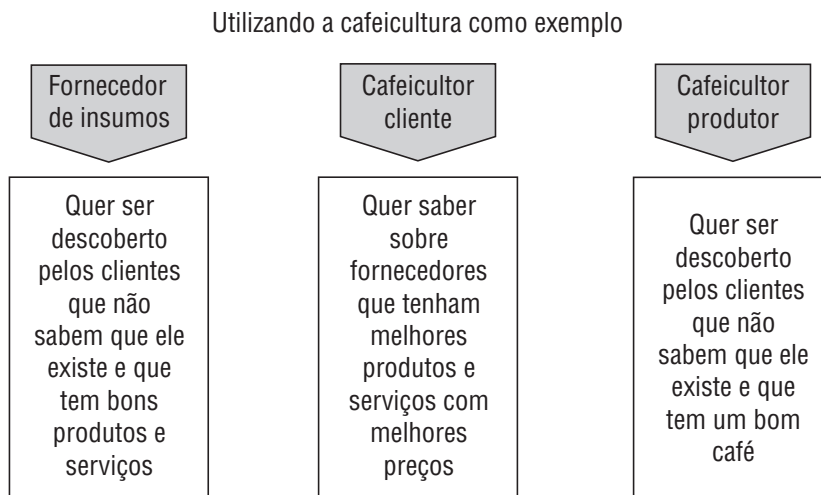 Utilizando a cafeicultura como exemplo
Fornecedor
de insumos
Quer ser
descoberto
pelos clientes
que não
sabem que ele
existe e que
tem bons
produtos e
serviços
Cafeicultor
cliente
Quer saber
sobre
fornecedores
que tenham
melhores
produtos e
serviços com
melhores
preços
Cafeicultor
produtor
Quer ser
descoberto
pelos clientes
que não
sabem que ele
existe e que
tem um bom
café